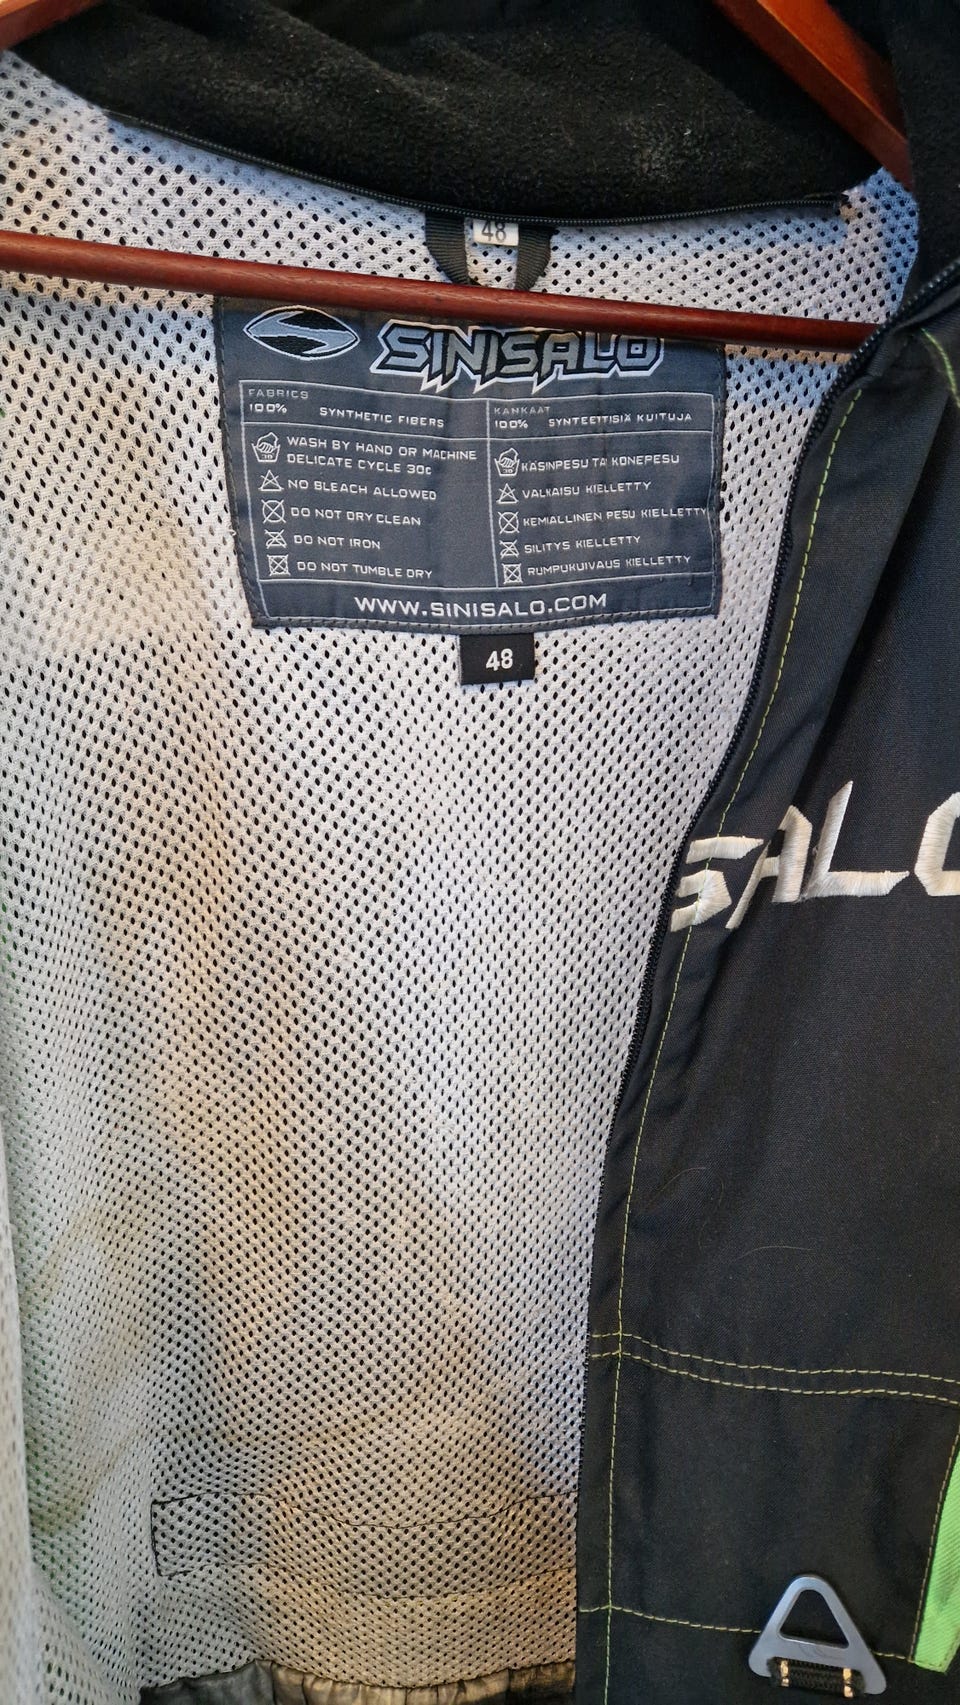 48
SINISALO
FABRICS
100% SYNTHETIC FIBERS
WASH BY HAND OR MACHINE
DELICATE CYCLE 30c
NO BLEACH ALLOWED
DO NOT DRY CLEAN
DO NOT IRON
DO NOT TUMBLE DRY
KANKAAT
100% SYNTEETTISIÄ KUITUJA
KÄSINPESU TAI KONEPESU
VALKAISU KIELLETTY
KEMIALLINEN PESU KIELLETTY
SILITYS KIELLETTY
RUMPUKUIVAUS KIELLETTY
WWW.SINISALO.COM
48
SALO